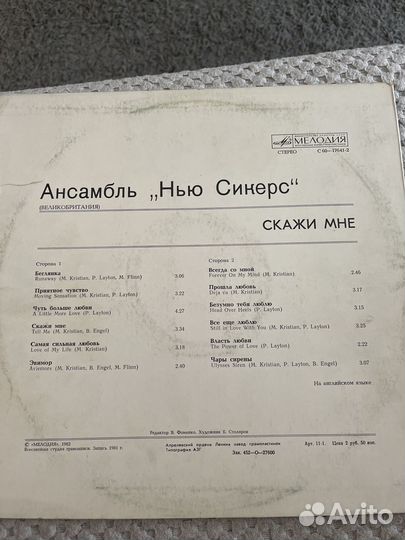 МЕЛОДИЯ
СТЕРЕО С 60—17641-2
Ансамбль „Нью Сикерс“
(ВЕЛИКОБРИТАНИЯ)
СКАЖИ МНЕ
Сторона 1
Беглянка
Runaway (M. Kristian, P. Layton, M. Flinn) 3.06
Приятное чувство
Moving Sensation (M. Kristian) 3.22
Чуть больше любви
A Little More Love (P. Layton) 4.27
Скажи мне
Tell Me (M. Kristian, B. Engel) 3.34
Самая сильная любовь
Love of My Life (M. Kristian) 3.18
Эвимор
Aviemore (M. Kristian, B. Engel, M. Flinn) 2.40
Сторона 2
Всегда со мной
Forever On My Mind (M. Kristian) 2.46
Прошла любовь
Deja vu (M. Kristian) 3.17
Безумно тебя люблю
Head Over Heels (P. Layton) 3.15
Все еще люблю
Still in Love With You (M. Kristian, P. Layton) 3.25
Власть любви
The Power of Love (P. Layton) 2.22
Чары сирены
Ulysses Siren (M. Kristian, P. Layton, B. Engel) 3.07
На английском языке
Редактор В. Фоменко. Художник Б. Столяров
© «МЕЛОДИЯ», 1982
Всесоюзная студия грамзаписи. Запись 1981 г.
Апрелевский ордена Ленина завод грампластинок
Типография АЗГ
Зак. 452—О—27600
Арт. 11-1. Цена 2 руб. 50 коп.
Avito